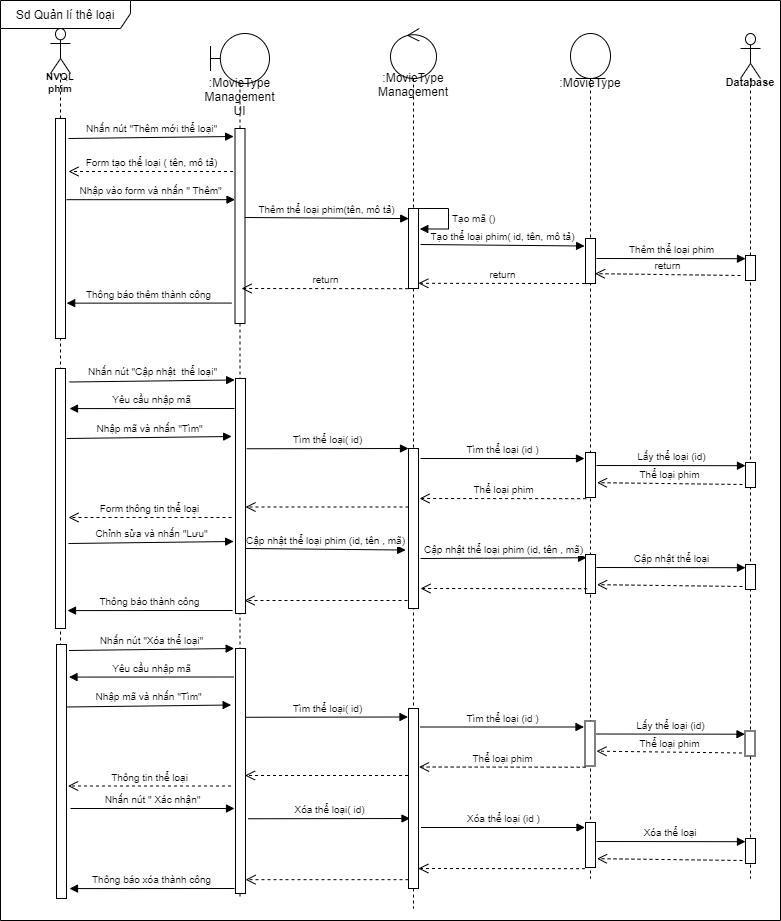 Sd Quản lí thể loại
NVQL
phim
:MovieType
Management
UI
:MovieType
Management
:MovieType
Database
Nhấn nút "Thêm mới thể loại"
Form tạo thể loại ( tên, mô tả)
Nhập vào form và nhấn " Thêm"
Thêm thể loại phim(tên, mô tả)
Tạo mã ()
Tạo thể loại phim( id, tên, mô tả)
Thêm thể loại phim
return
return
return
Thông báo thêm thành công
Nhấn nút "Cập nhật thể loại"
Yêu cầu nhập mã
Nhập mã và nhấn "Tìm"
Tìm thể loại( id)
Tìm thể loại (id )
Lấy thể loại (id)
Thể loại phim
Thể loại phim
Form thông tin thể loại
Chỉnh sửa và nhấn "Lưu"
Cập nhật thể loại phim (id, tên , mã)
Cập nhật thể loại phim (id, tên , mã)
Cập nhật thể loại
Thông báo thành công
Nhấn nút "Xóa thể loại"
Yêu cầu nhập mã
Nhập mã và nhấn "Tìm"
Tìm thể loại( id)
Tìm thể loại (id )
Lấy thể loại (id)
Thể loại phim
Thể loại phim
Thông tin thể loại
Nhấn nút " Xác nhận"
Xóa thể loại( id)
Xóa thể loại (id )
Xóa thể loại
Thông báo xóa thành công